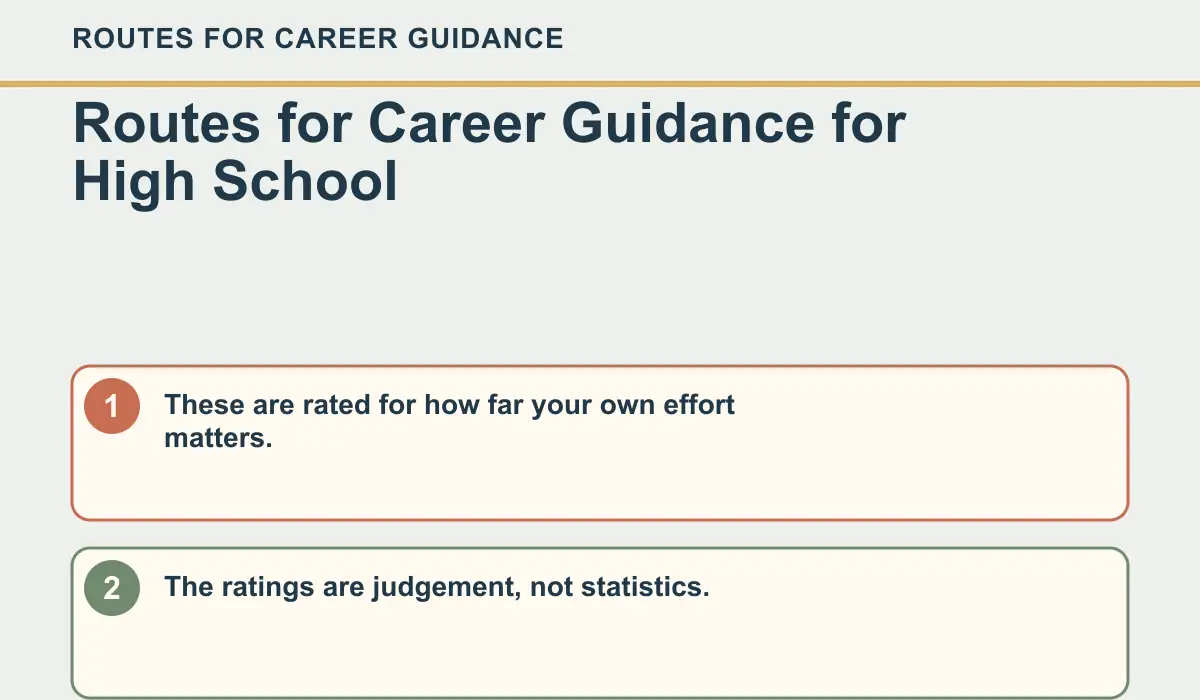 ROUTES FOR CAREER GUIDANCE
Routes for Career Guidance for
High School
1
These are rated for how far your own effort
matters.
2
The ratings are judgement, not statistics.